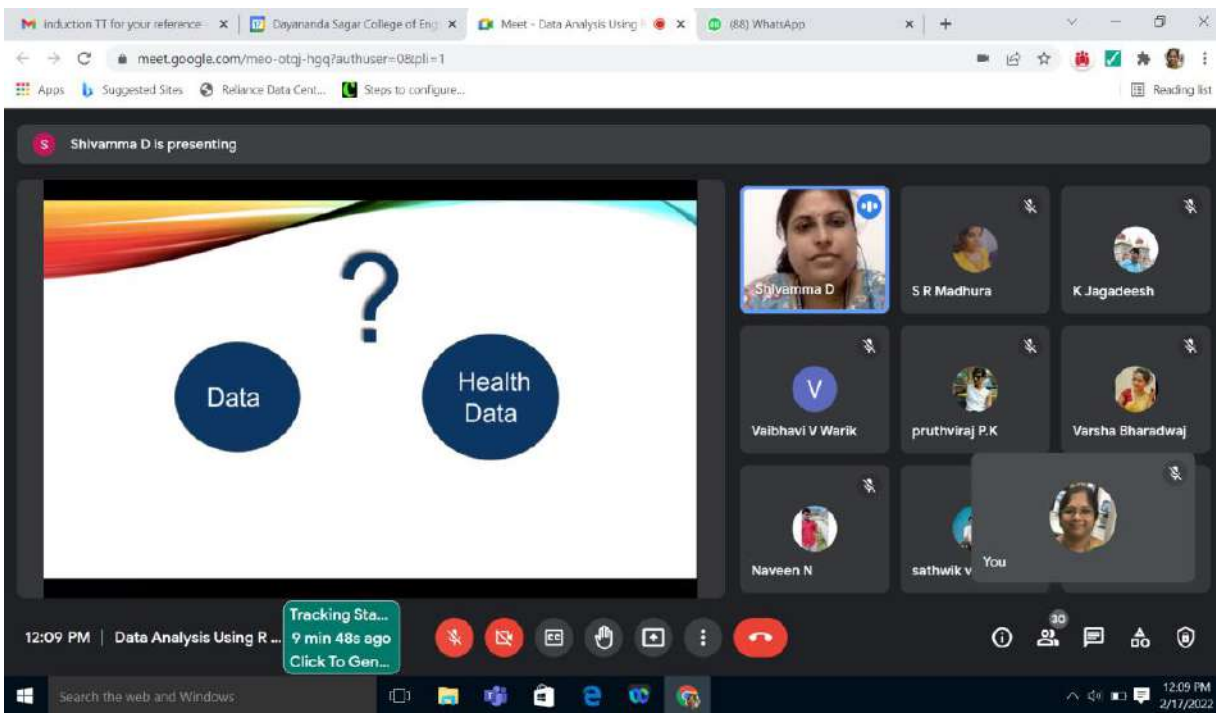 Induction TT for your reference
Dayananda Sagar College of Eng
Meet - Data Analysis Using R
(88) WhatsApp
meet.google.com/meo-otqj-hgq?authuser=0&pli=1
Apps
Suggested Sites
Reliance Data Cent...
Steps to configure...
Reading list
S
Shivamma D is presenting
?
Data
Health
Data
Shivamma D
S R Madhura
K Jagadeesh
V
Vaibhavi V Warik
pruthviraj P.K
Varsha Bharadwaj
Naveen N
sathwik v
You
12:09 PM | Data Analysis Using R ...
Tracking Sta...
9 min 48s ago
Click To Gen...
CC
30
Search the web and Windows
12:09 PM
2/17/2022